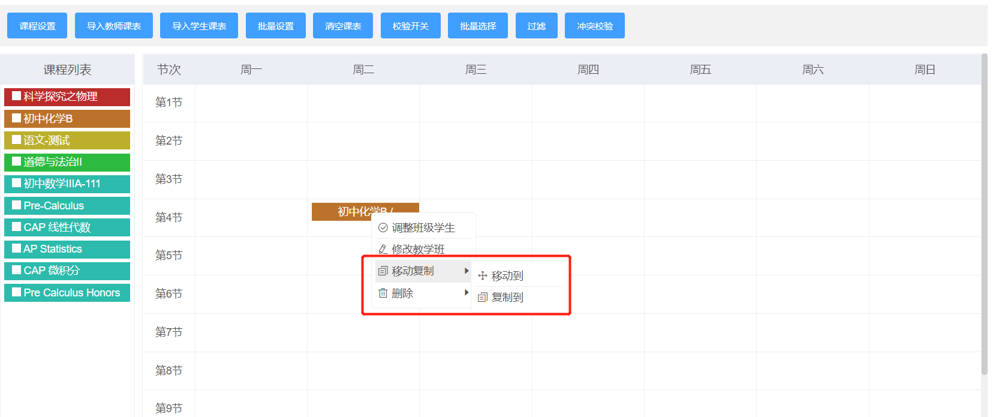 课程设置 导入教师课表 导入学生课表 批量设置 清空课表 校验开关 批量选择 过滤 冲突校验
课程列表
科学探究之物理
初中化学B
语文-测试
道德与法治II
初中数学IIIA-111
Pre-Calculus
CAP 线性代数
AP Statistics
CAP 微积分
Pre Calculus Honors
节次 周一 周二 周三 周四 周五 周六 周日
第1节
第2节
第3节
第4节
初中化学B /
第5节
第6节
第7节
第8节
第9节
调整班级学生
修改教学班
移动复制
删除
移动到
复制到